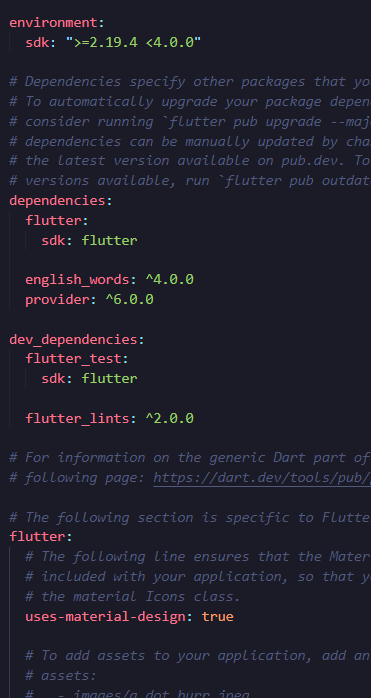 environment:
  sdk: ">=2.19.4 <4.0.0"

# Dependencies specify other packages that yo
# To automatically upgrade your package depen
# consider running `flutter pub upgrade --maj
# dependencies can be manually updated by cha
# the latest version available on pub.dev. To
# versions available, run `flutter pub outdat
dependencies:
  flutter:
    sdk: flutter

  english_words: ^4.0.0
  provider: ^6.0.0

dev_dependencies:
  flutter_test:
    sdk: flutter

  flutter_lints: ^2.0.0

# For information on the generic Dart part of
# following page: https://dart.dev/tools/pub/

# The following section is specific to Flutte
flutter:
  # The following line ensures that the Mater
  # included with your application, so that y
  # the material Icons class.
  uses-material-design: true

  # To add assets to your application, add an
  # assets:
  #   - images/a_dot_burr.jpeg